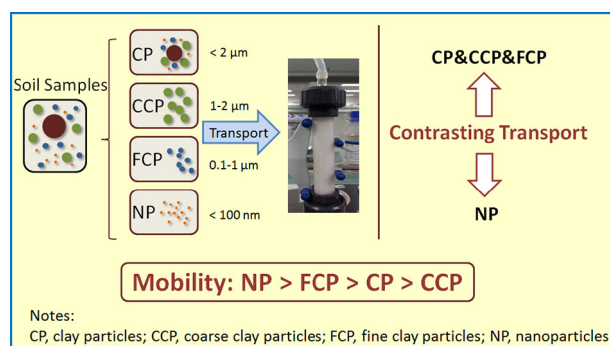 Soil Samples
CP
< 2 μm
CCP
1-2 μm
Transport
FCP
0.1-1 μm
NP
< 100 nm
CP&CCP&FCP
Contrasting Transport
NP
Mobility: NP > FCP > CP > CCP
Notes:
CP, clay particles; CCP, coarse clay particles; FCP, fine clay particles; NP, nanoparticles